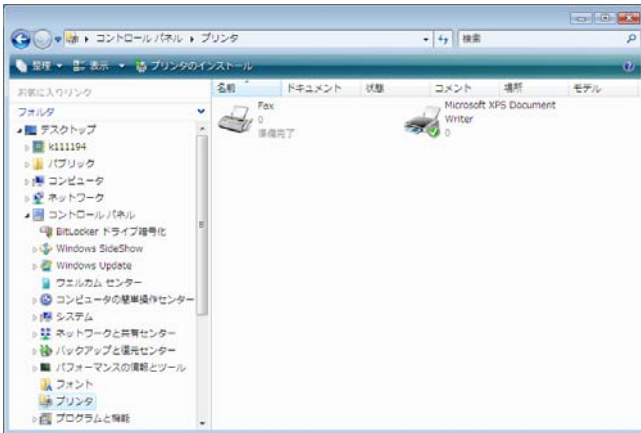 コントロール パネル ▸ プリンタ
検索
整理 表示 プリンタのインストール
お気に入りリンク
名前 ドキュメント 状態 コメント 場所 モデル
フォルダ
Fax
0
準備完了
Microsoft XPS Document
Writer
0
デスクトップ
k111194
パブリック
コンピュータ
ネットワーク
コントロール パネル
BitLocker ドライブ暗号化
Windows SideShow
Windows Update
ウェルカム センター
コンピュータの簡単操作センター
システム
ネットワークと共有センター
バックアップと復元センター
パフォーマンスの情報とツール
フォント
プリンタ
プログラムと機能